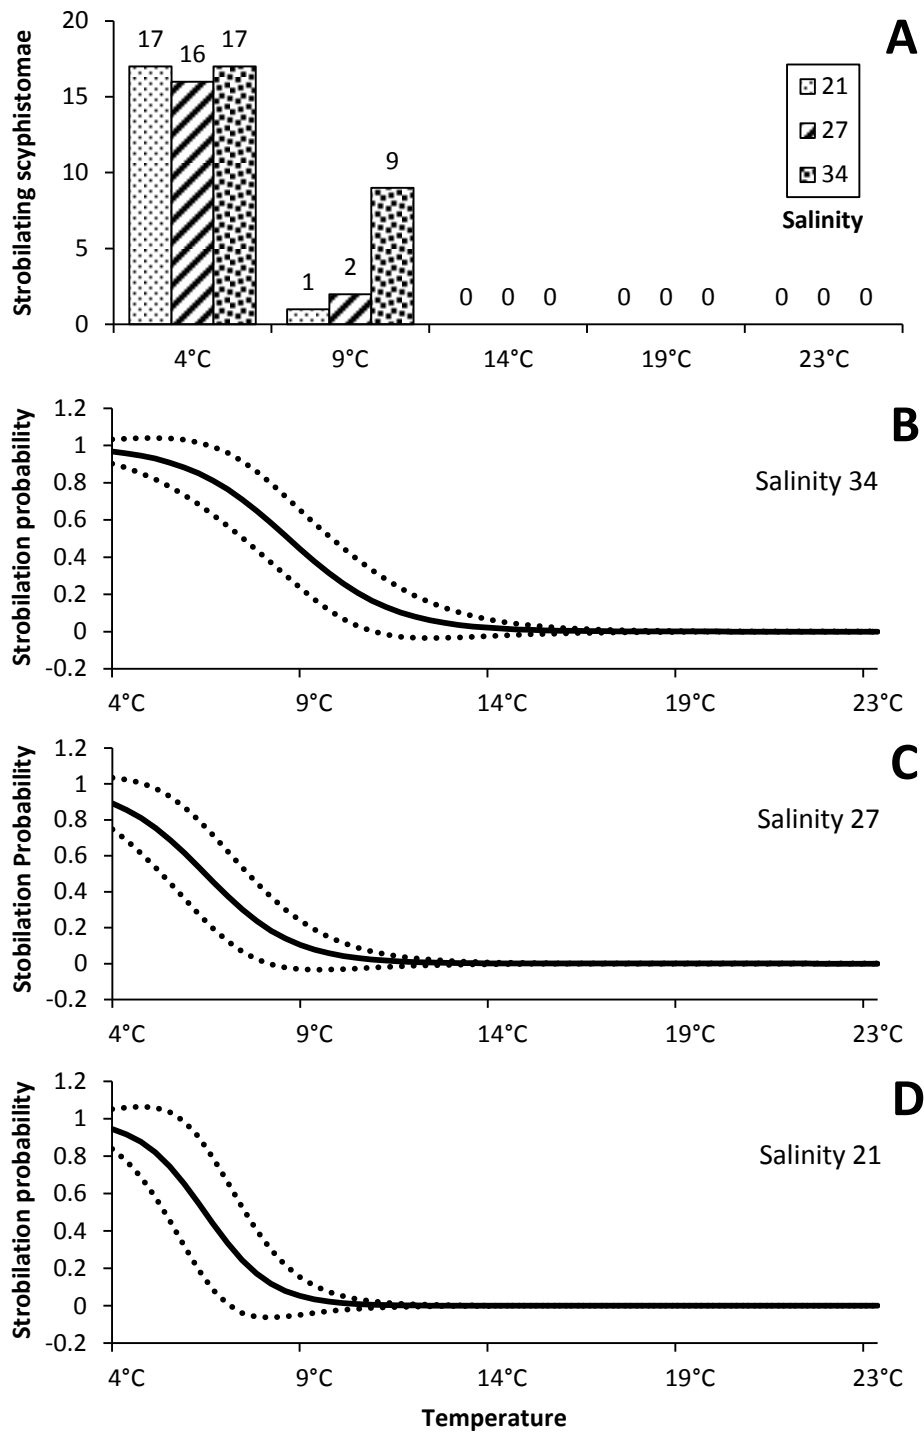 A
Strobilating scyphistomae
20
15
10
5
0
17
16
17
1
2
9
0
0
0
0
0
0
0
0
0
21
27
34
Salinity
4°C
9°C
14°C
19°C
23°C
B
Strobilation probability
Salinity 34
1.2
1
0.8
0.6
0.4
0.2
0
-0.2
4°C
9°C
14°C
19°C
23°C
C
Stobilation Probability
Salinity 27
1.2
1
0.8
0.6
0.4
0.2
0
-0.2
4°C
9°C
14°C
19°C
23°C
D
Strobilation probability
Salinity 21
1.2
1
0.8
0.6
0.4
0.2
0
-0.2
4°C
9°C
14°C
19°C
23°C
Temperature